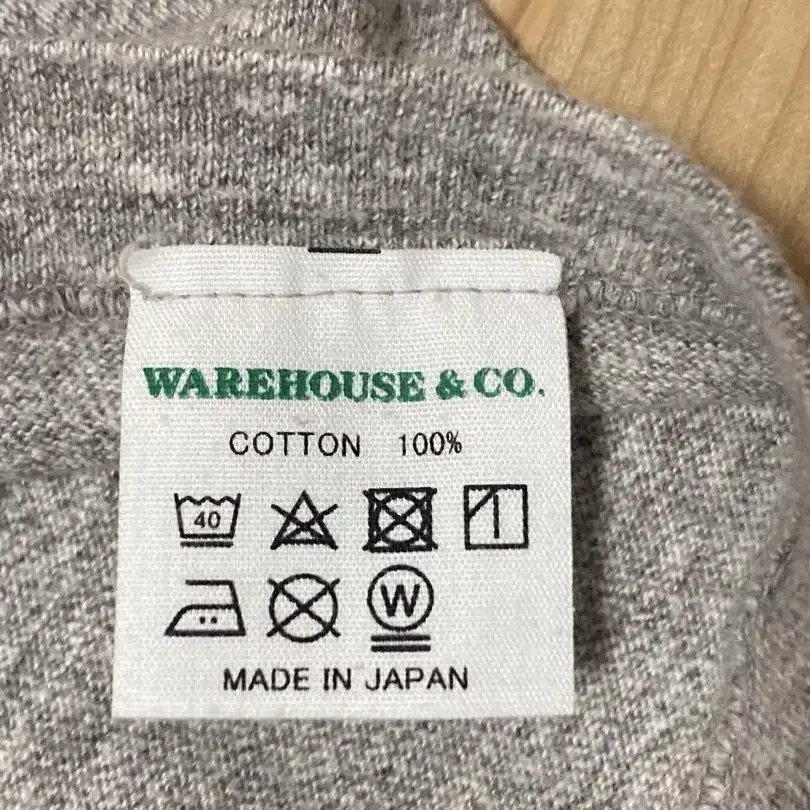 WAREHOUSE & CO.
COTTON 100%
40
W
MADE IN JAPAN